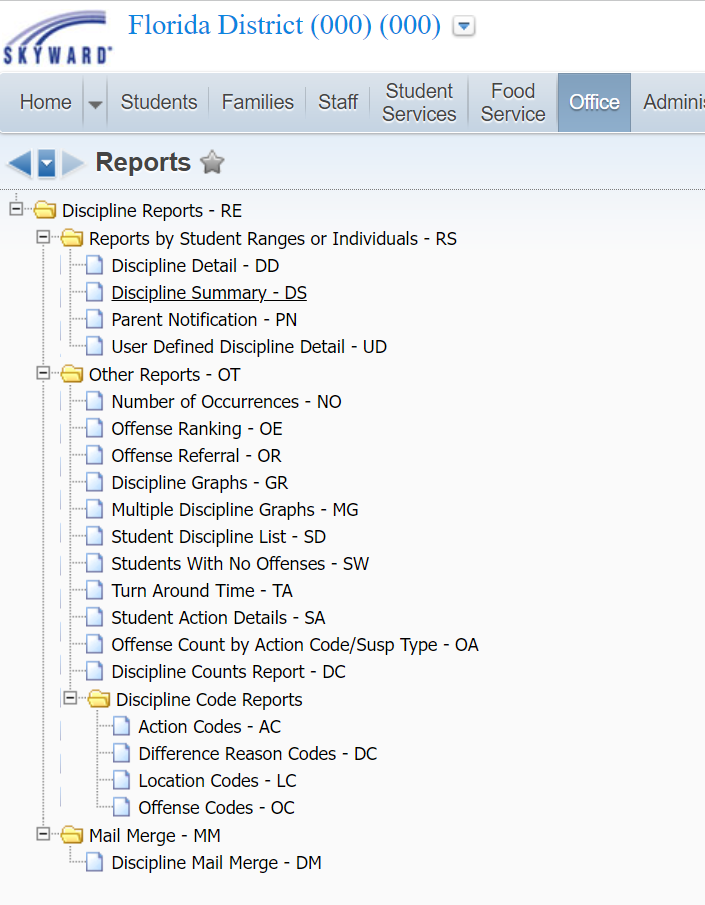 Florida District (000) (000)
SKYWARD
Home
Students
Families
Staff
Student Services
Food Service
Office
Adminis
Reports
Discipline Reports - RE
Reports by Student Ranges or Individuals - RS
Discipline Detail - DD
Discipline Summary - DS
Parent Notification - PN
User Defined Discipline Detail - UD
Other Reports - OT
Number of Occurrences - NO
Offense Ranking - OE
Offense Referral - OR
Discipline Graphs - GR
Multiple Discipline Graphs - MG
Student Discipline List - SD
Students With No Offenses - SW
Turn Around Time - TA
Student Action Details - SA
Offense Count by Action Code/Susp Type - OA
Discipline Counts Report - DC
Discipline Code Reports
Action Codes - AC
Difference Reason Codes - DC
Location Codes - LC
Offense Codes - OC
Mail Merge - MM
Discipline Mail Merge - DM